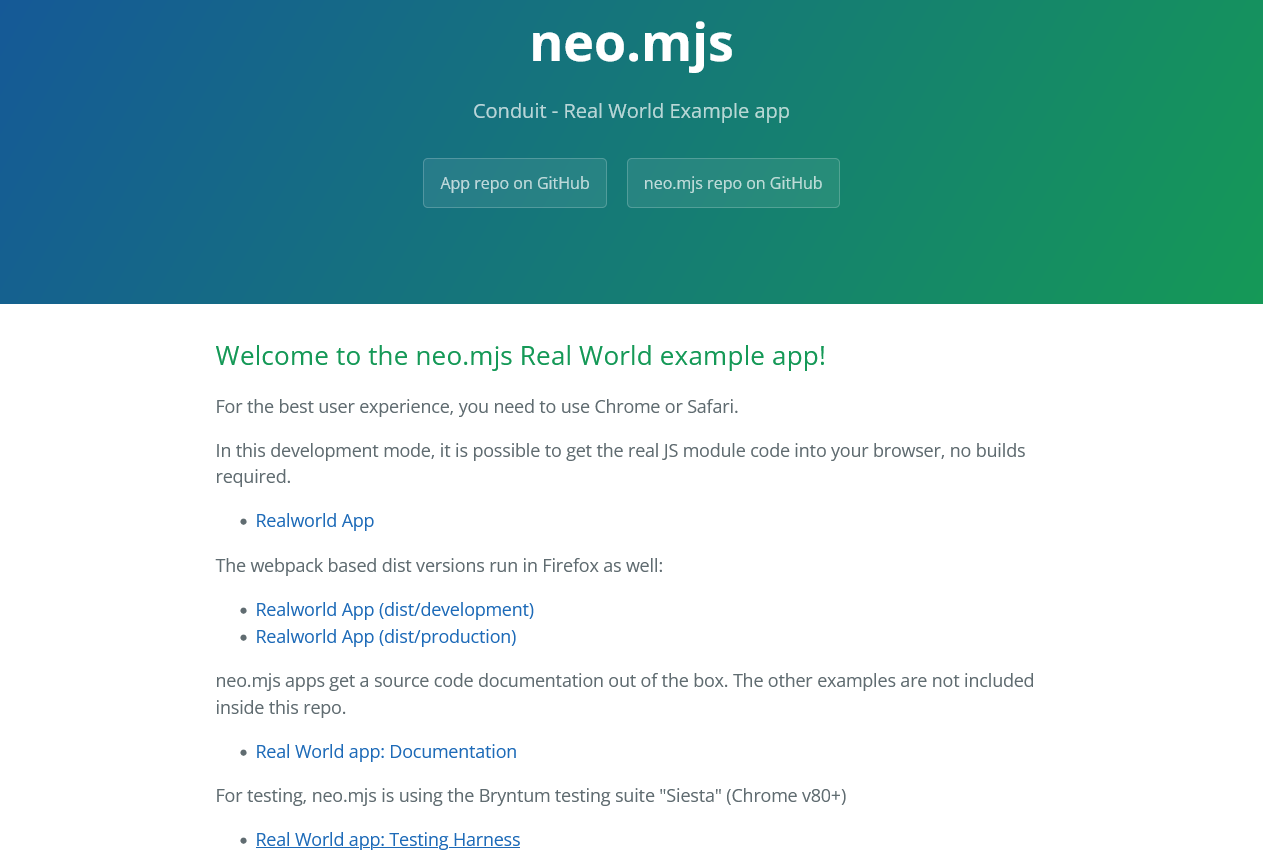 neo.mjs
Conduit - Real World Example app
App repo on GitHub
neo.mjs repo on GitHub
Welcome to the neo.mjs Real World example app!
For the best user experience, you need to use Chrome or Safari.
In this development mode, it is possible to get the real JS module code into your browser, no builds
required.
Realworld App
The webpack based dist versions run in Firefox as well:
Realworld App (dist/development)
Realworld App (dist/production)
neo.mjs apps get a source code documentation out of the box. The other examples are not included
inside this repo.
Real World app: Documentation
For testing, neo.mjs is using the Bryntum testing suite "Siesta" (Chrome v80+)
Real World app: Testing Harness